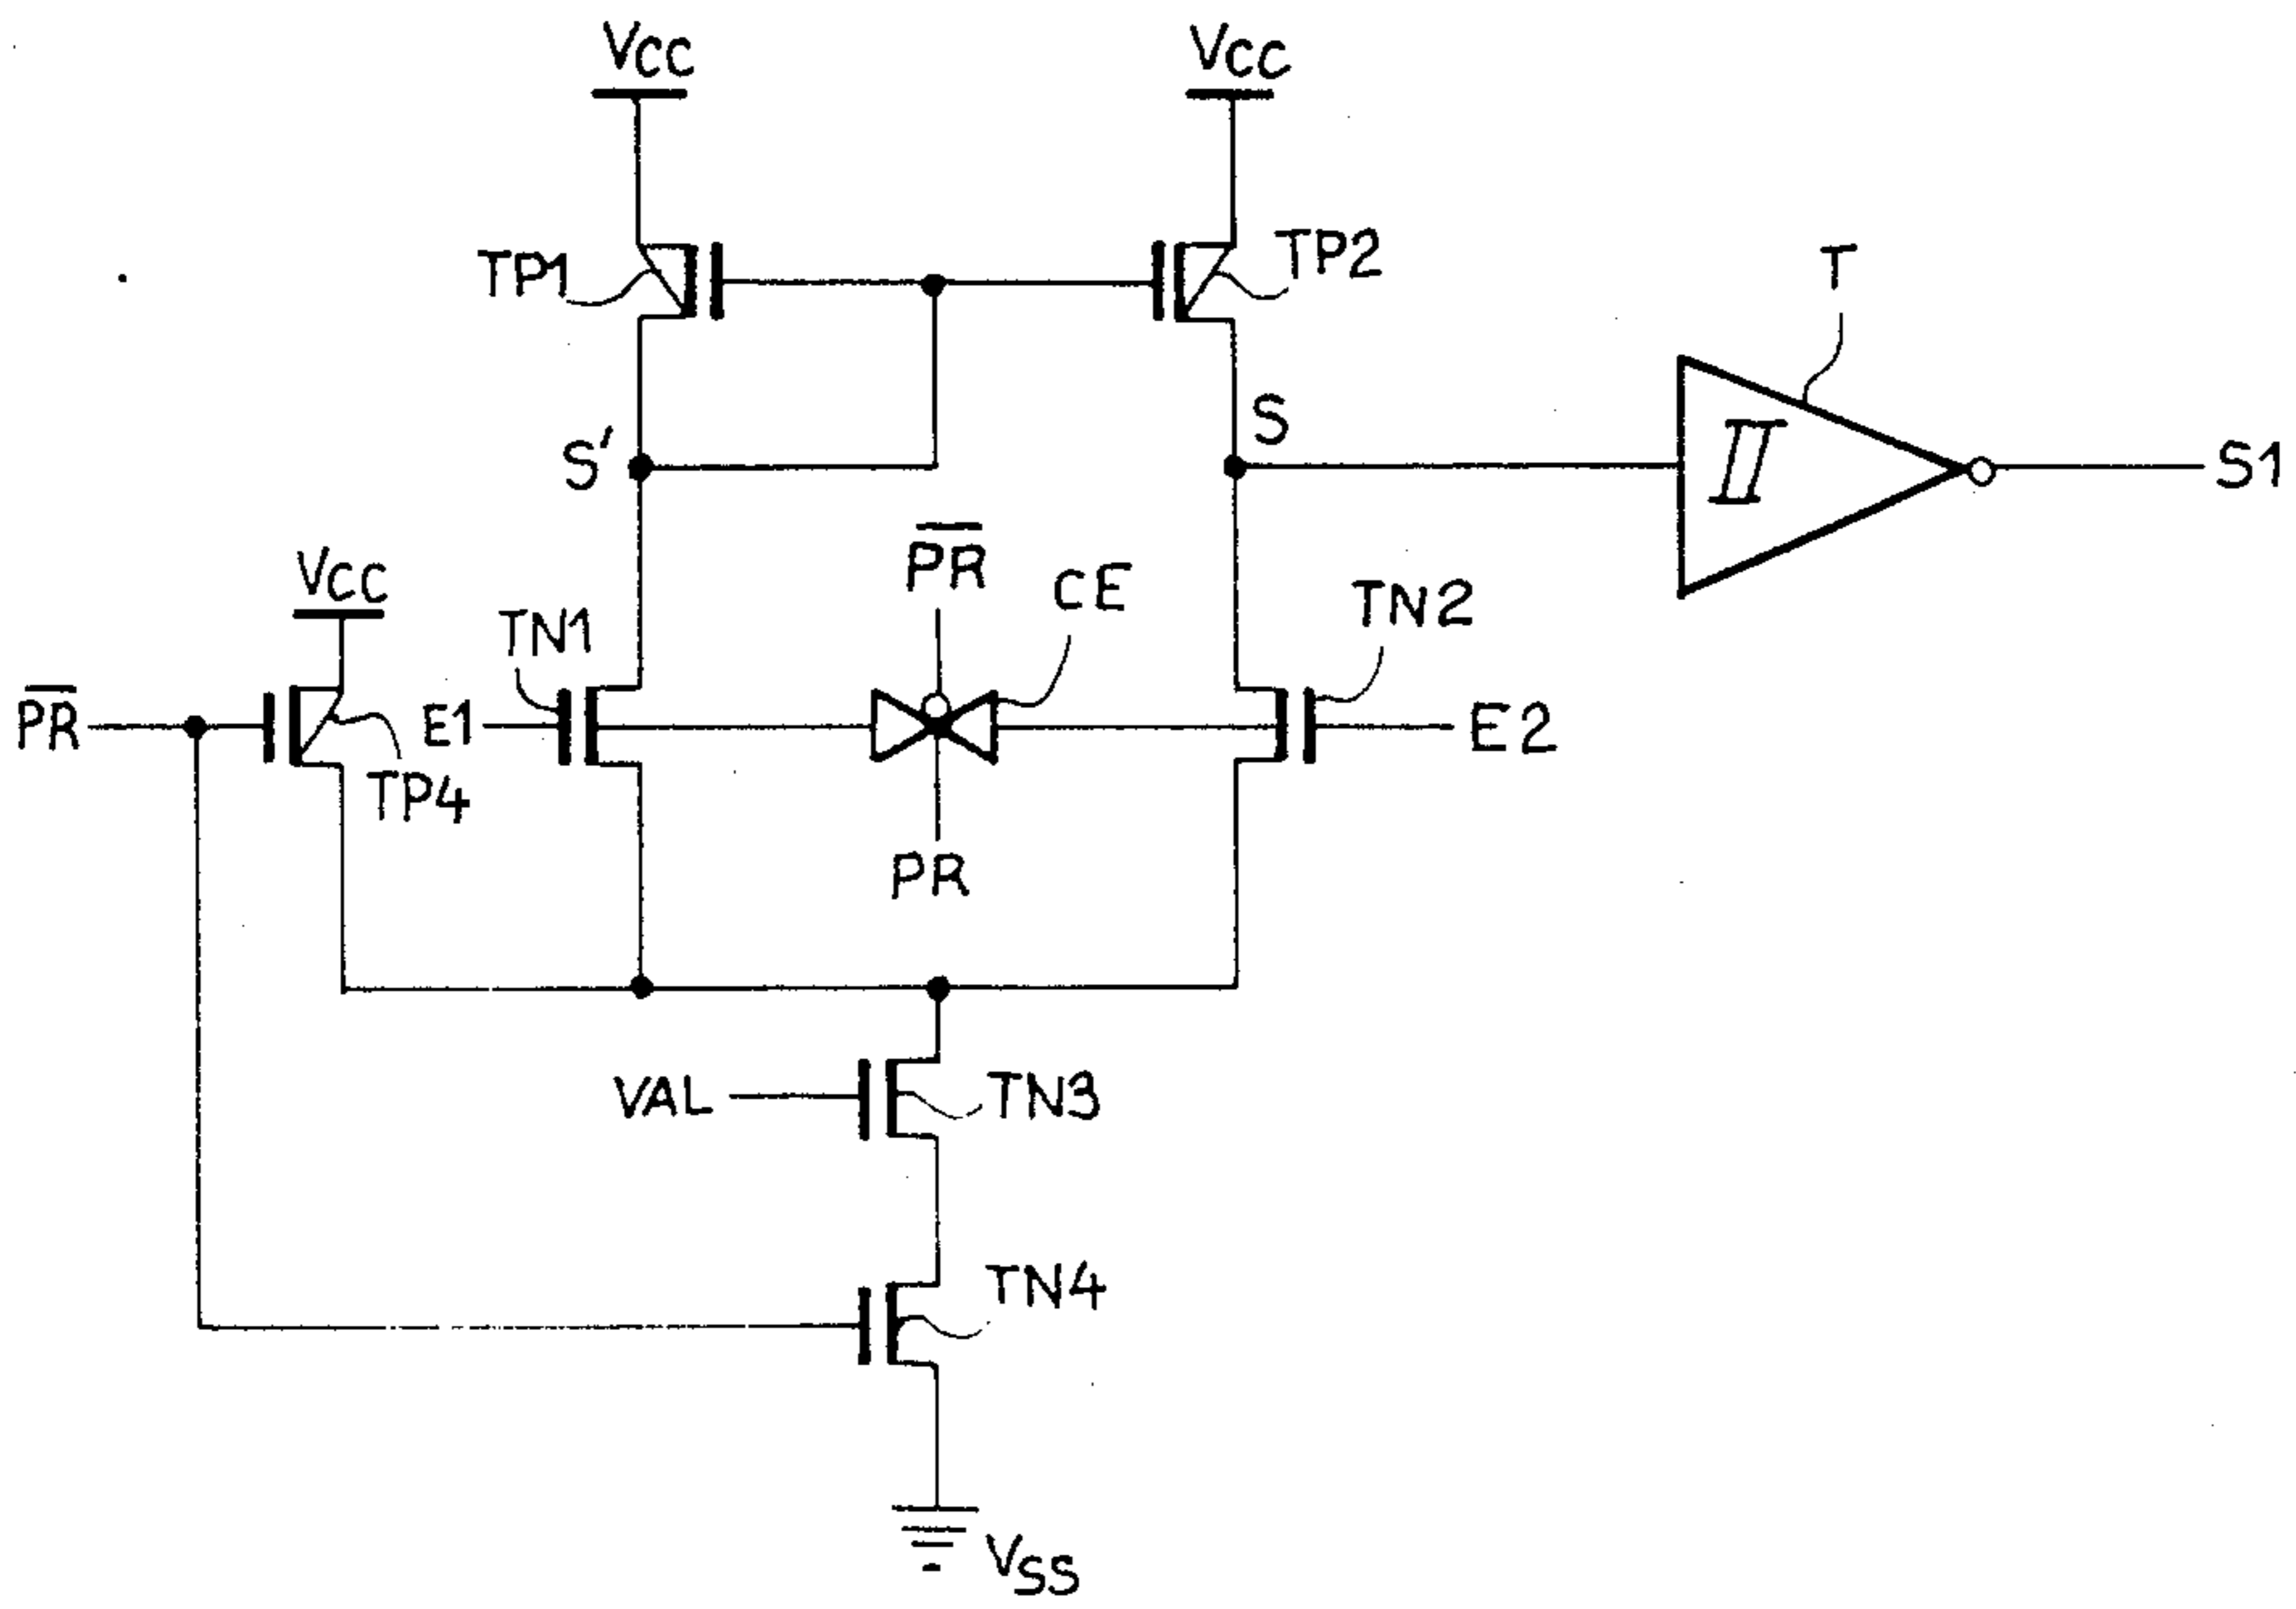 VCC
VCC
TP1
TP2
T
S'
S
II
S1
PR
CE
VCC
TN1
TN2
PR
E1
E2
TP4
PR
VAL
TN3
TN4
VSS